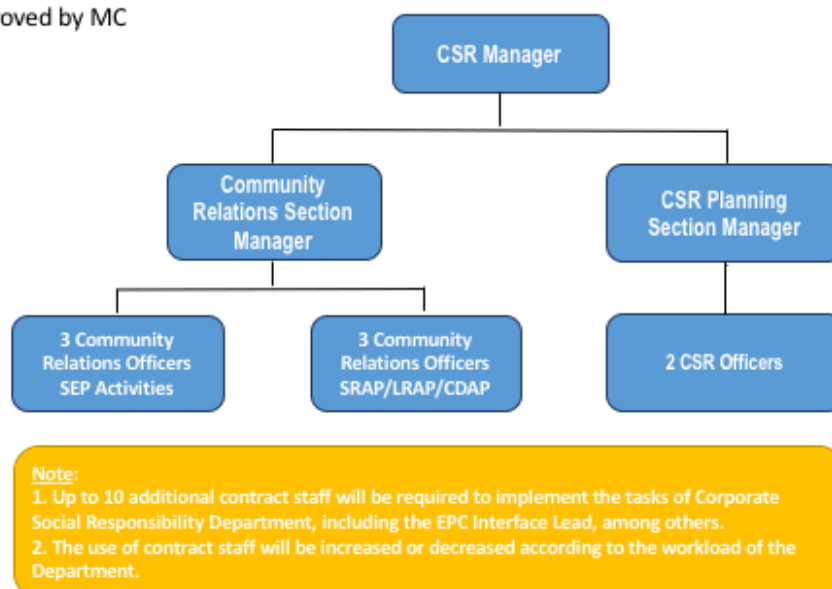 oved by MC
CSR Manager
Community
Relations Section
Manager
CSR Planning
Section Manager
3 Community
Relations Officers
SEP Activities
3 Community
Relations Officers
SRAP/LRAP/CDAP
2 CSR Officers
Note:
1. Up to 10 additional contract staff will be required to implement the tasks of Corporate
Social Responsibility Department, including the EPC Interface Lead, among others.
2. The use of contract staff will be increased or decreased according to the workload of the
Department.